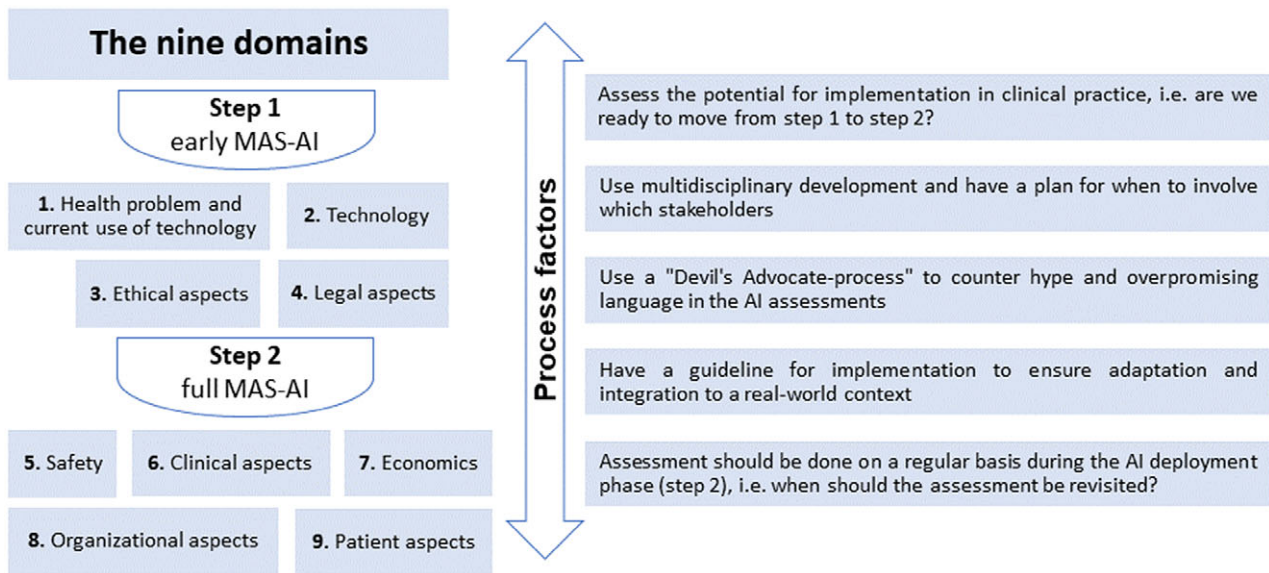 The nine domains
Step 1
early MAS-AI
1. Health problem and
current use of technology
2. Technology
3. Ethical aspects
4. Legal aspects
Step 2
full MAS-AI
5. Safety
6. Clinical aspects
7. Economics
8. Organizational aspects
9. Patient aspects
Process factors
Assess the potential for implementation in clinical practice, i.e. are we
ready to move from step 1 to step 2?
Use multidisciplinary development and have a plan for when to involve
which stakeholders
Use a "Devil's Advocate-process" to counter hype and overpromising
language in the AI assessments
Have a guideline for implementation to ensure adaptation and
integration to a real-world context
Assessment should be done on a regular basis during the AI deployment
phase (step 2), i.e. when should the assessment be revisited?